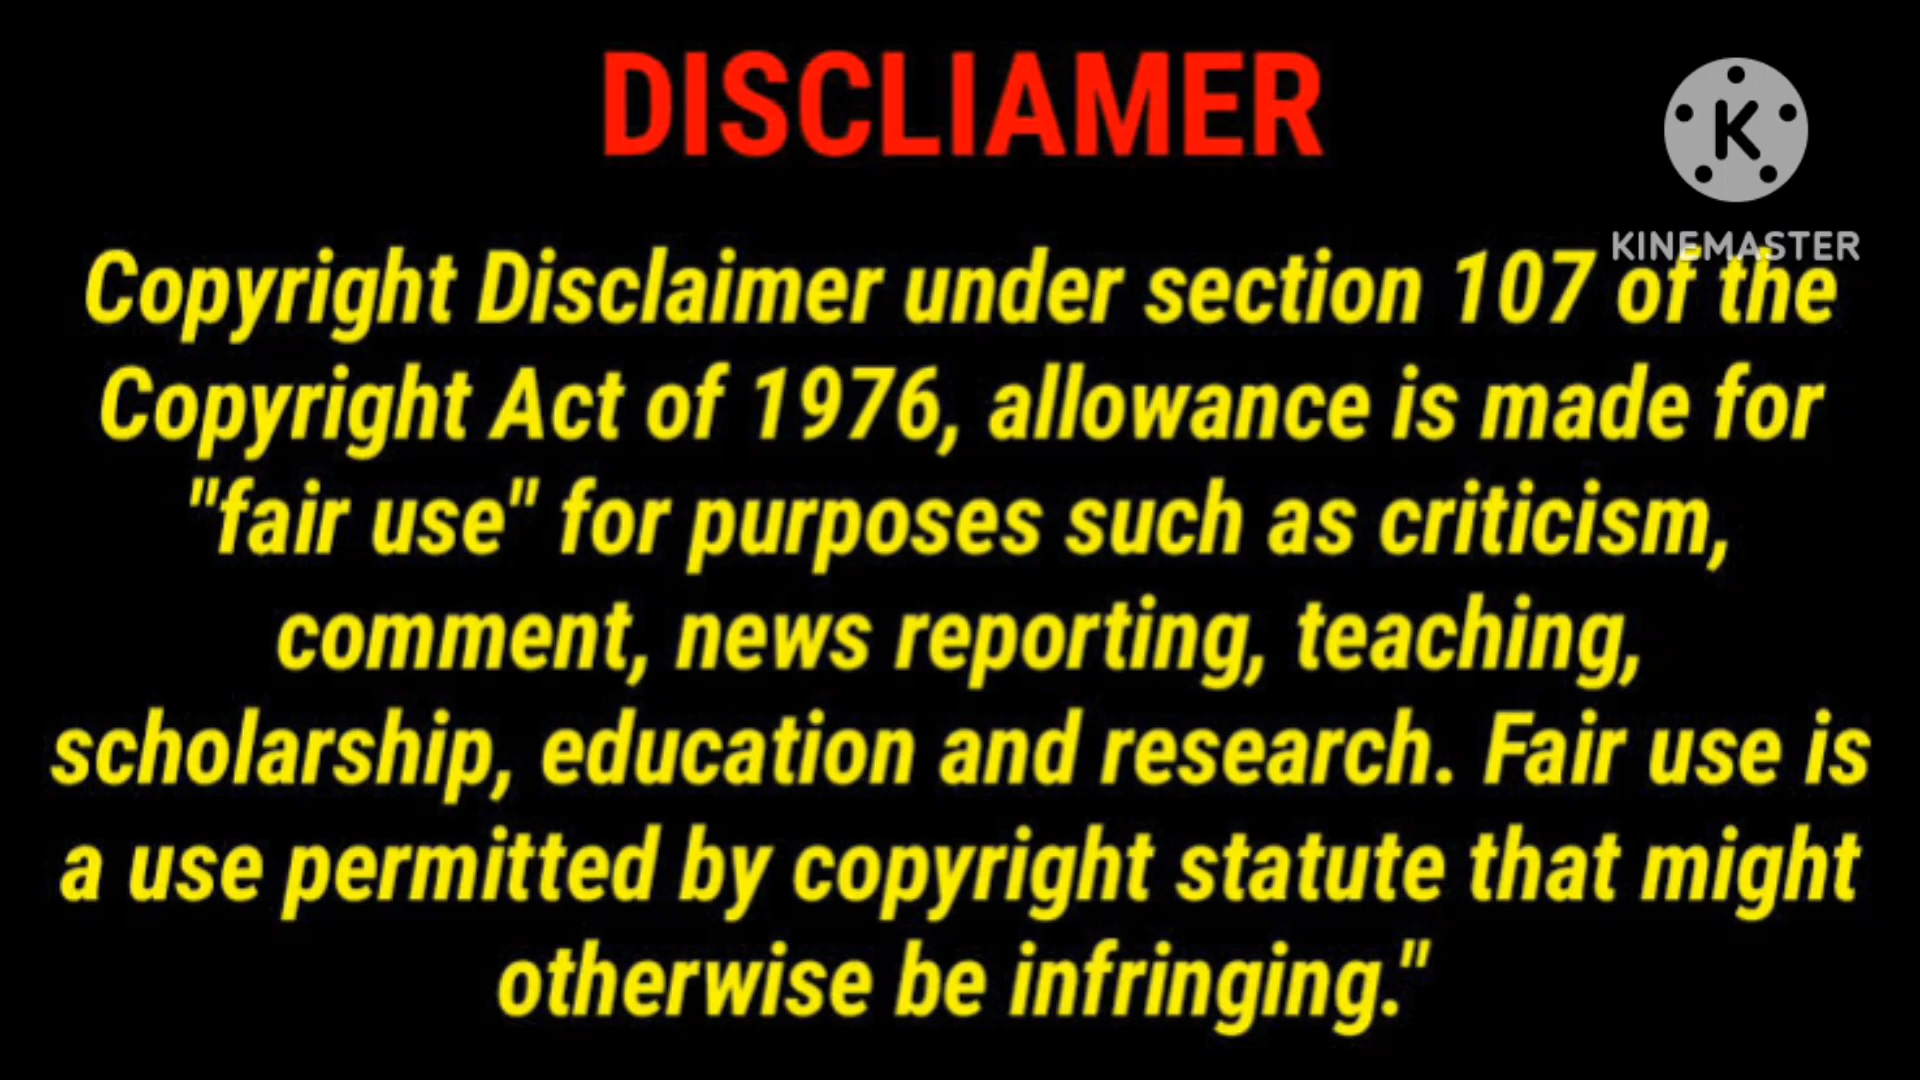 DISCLIAMER
K
KINEMASTER
Copyright Disclaimer under section 107 of the
Copyright Act of 1976, allowance is made for
"fair use" for purposes such as criticism,
comment, news reporting, teaching,
scholarship, education and research. Fair use is
a use permitted by copyright statute that might
otherwise be infringing."